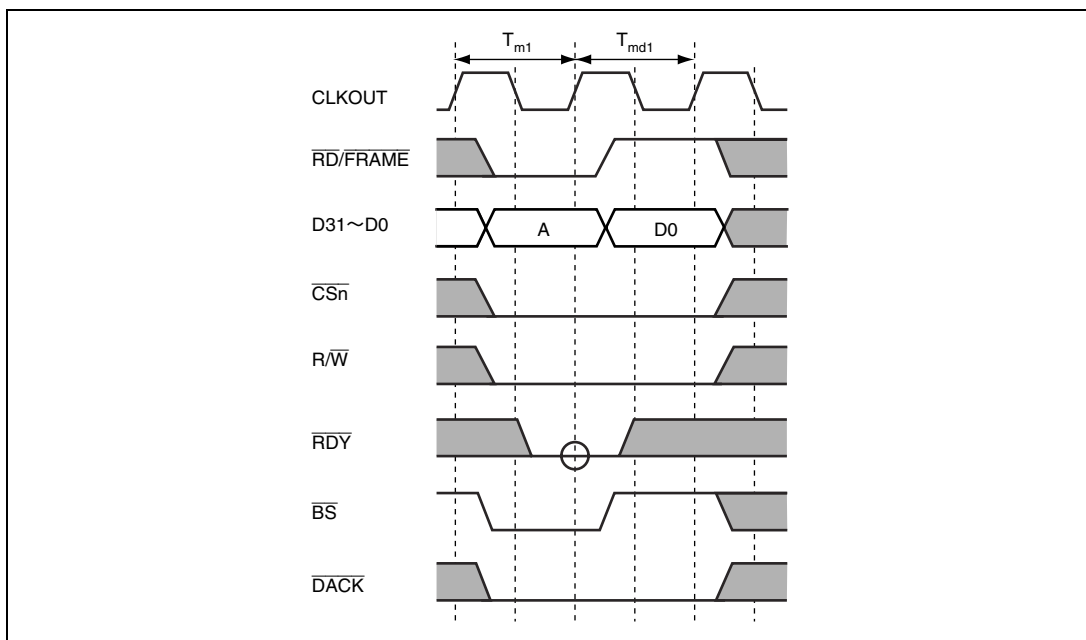 Tm1 Tmd1
CLKOUT
RD/FRAME
D31～D0 A D0
CSn
R/W
RDY
BS
DACK